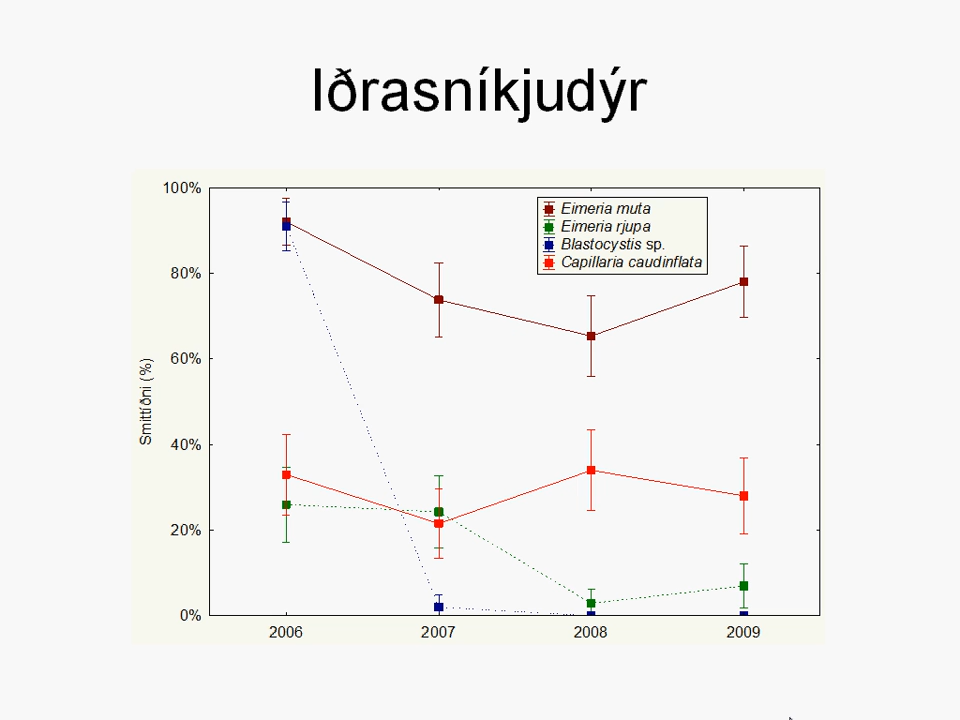 Iðrasníkjudýr
100%
80%
60%
40%
20%
0%
Smittíðni (%)
Eimeria muta
Eimeria rjupa
Blastocystis sp.
Capillaria caudinflata
2006 2007 2008 2009